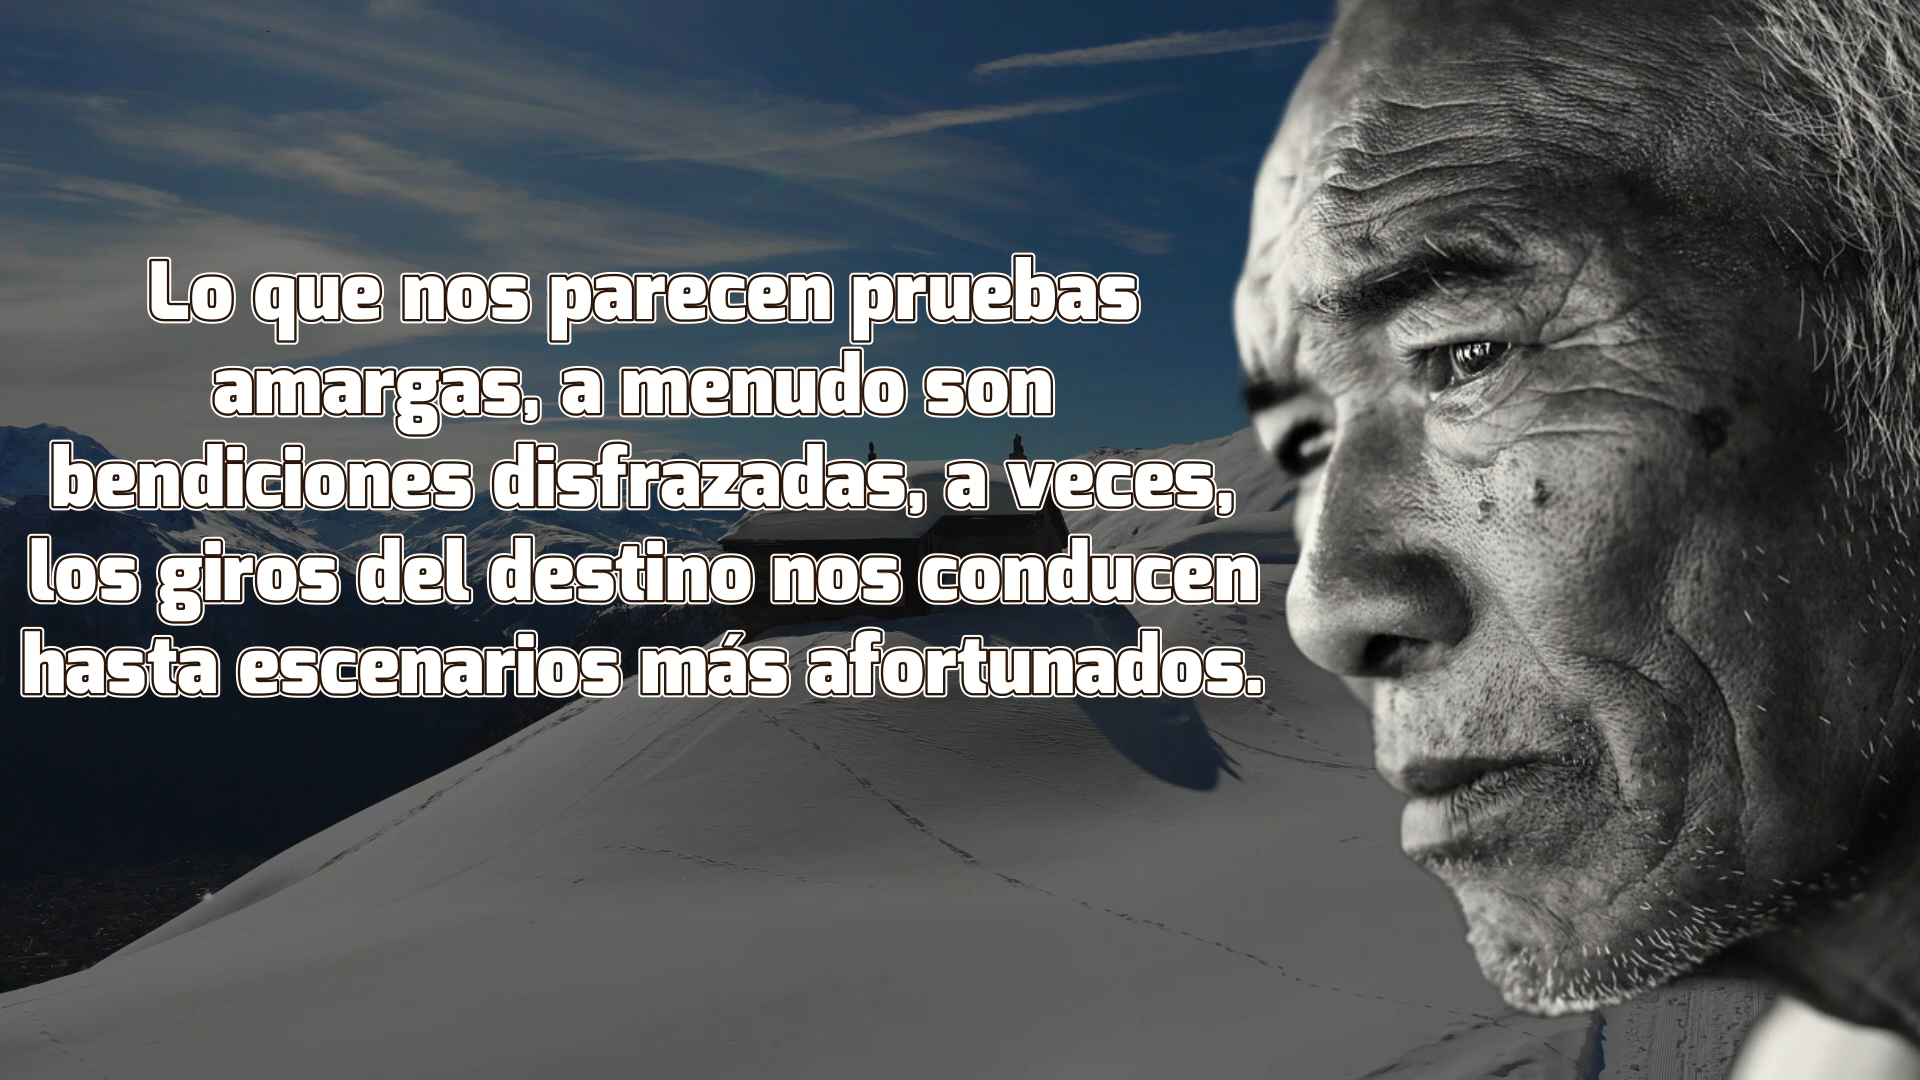 Lo que nos parecen pruebas
amargas, a menudo son
bendiciones disfrazadas, a veces,
los giros del destino nos conducen
hasta escenarios más afortunados.